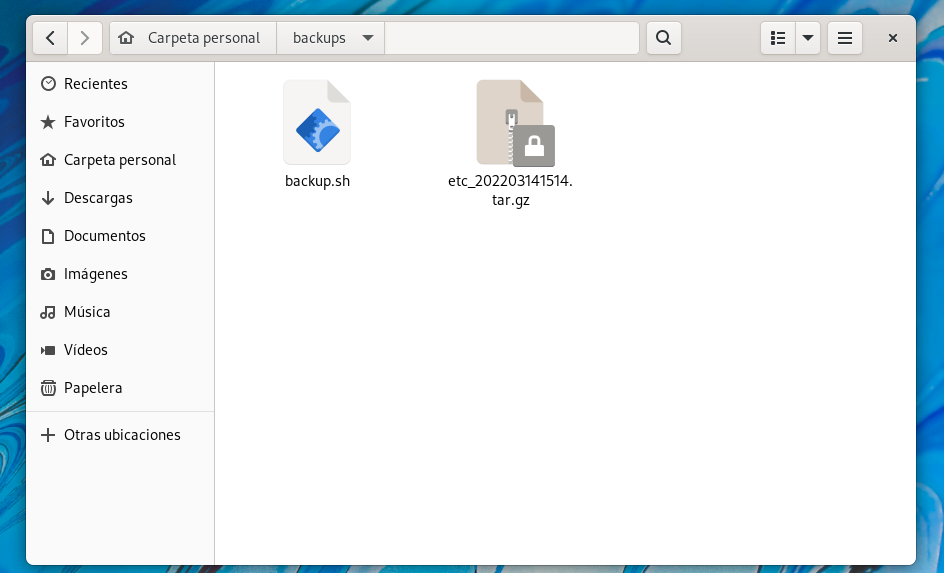 Carpeta personal
backups
Recientes
Favoritos
Carpeta personal
Descargas
Documentos
Imágenes
Música
Vídeos
Papelera
Otras ubicaciones
backup.sh
etc_202203141514.
tar.gz